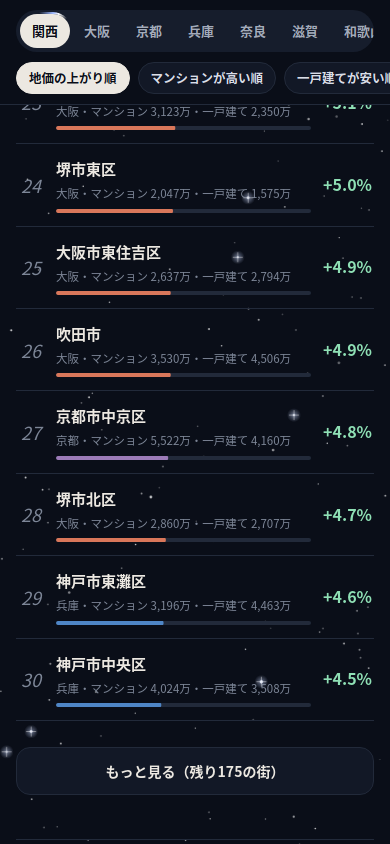 関西 大阪 京都 兵庫 奈良 滋賀 和歌
地価の上がり順 マンションが高い順 一戸建てが安い
大阪・マンション 3,123万・一戸建て 2,350万
24 堺市東区 +5.0%
大阪・マンション 2,047万・一戸建て 1,575万
25 大阪市東住吉区 +4.9%
大阪・マンション 2,637万・一戸建て 2,794万
26 吹田市 +4.9%
大阪・マンション 3,530万・一戸建て 4,506万
27 京都市中京区 +4.8%
京都・マンション 5,522万・一戸建て 4,160万
28 堺市北区 +4.7%
大阪・マンション 2,860万・一戸建て 2,707万
29 神戸市東灘区 +4.6%
兵庫・マンション 3,196万・一戸建て 4,463万
30 神戸市中央区 +4.5%
兵庫・マンション 4,024万・一戸建て 3,508万
もっと見る（残り175の街）